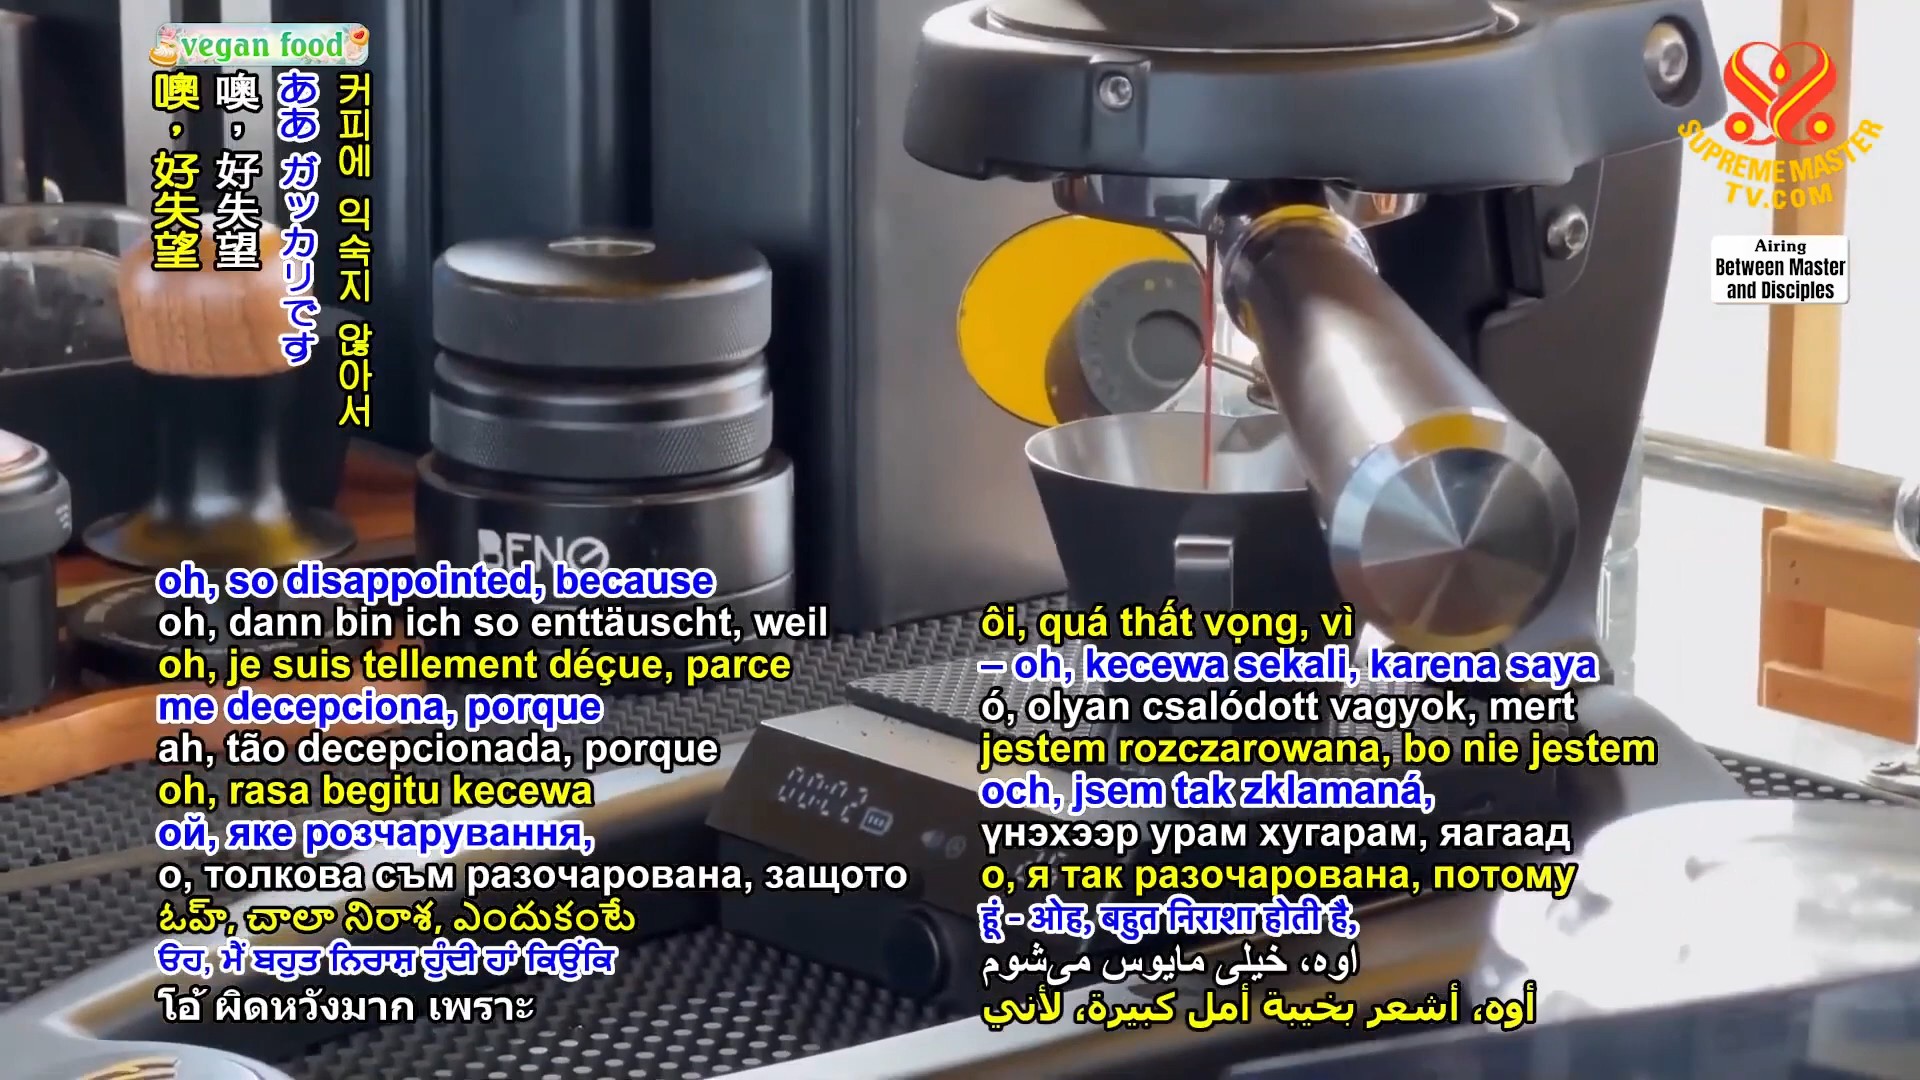 vegan food
噢，好失望
噢，好失望
ああ ガッカリです
커피에 익숙지 않아서
SUPREME MASTER
TV.COM
Airing
Between Master
and Disciples
BENO
oh, so disappointed, because
oh, dann bin ich so enttäuscht, weil
oh, je suis tellement déçue, parce
me decepciona, porque
ah, tão decepcionada, porque
oh, rasa begitu kecewa
ой, яке розчарування,
о, толкова съм разочарована, защото
ఓహ్, చాలా నిరాశ, ఎందుకంటే
ਓਹ, ਮੈਂ ਬਹੁਤ ਨਿਰਾਸ਼ ਹੁੰਦੀ ਹਾਂ ਕਿਉਂਕਿ
โอ้ ผิดหวังมาก เพราะ
ôi, quá thất vọng, vì
– oh, kecewa sekali, karena saya
ó, olyan csalódott vagyok, mert
jestem rozczarowana, bo nie jestem
och, jsem tak zklamaná,
үнэхээр урам хугарам, яагаад
о, я так разочарована, потому
हूं - ओह, बहुत निराशा होती है,
اوه، خیلی مایوس می‌شوم
أوه، أشعر بخيبة أمل كبيرة، لأني